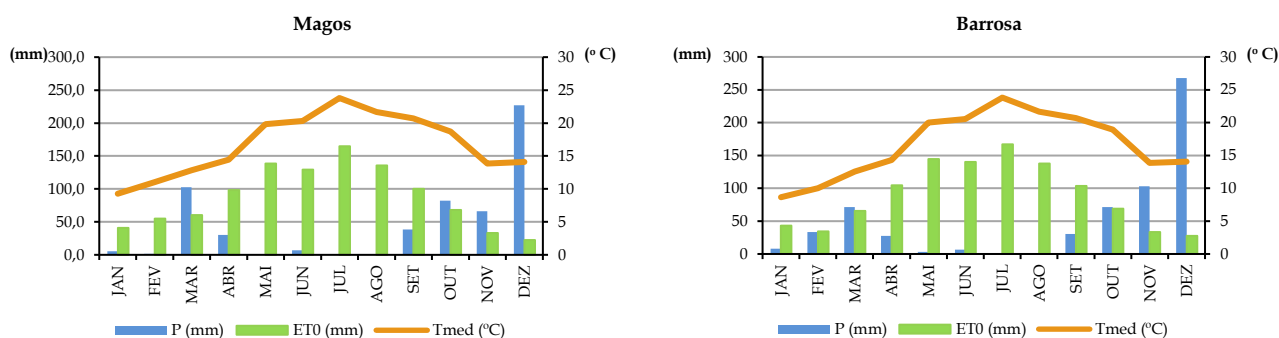 Magos
(mm)
(º C)
300,0
250,0
200,0
150,0
100,0
50,0
0,0
30
25
20
15
10
5
0
JAN
FEV
MAR
ABR
MAI
JUN
JUL
AGO
SET
OUT
NOV
DEZ
P (mm)
ET0 (mm)
Tmed (ºC)
Barrosa
(mm)
(º C)
300
250
200
150
100
50
0
30
25
20
15
10
5
0
JAN
FEV
MAR
ABR
MAI
JUN
JUL
AGO
SET
OUT
NOV
DEZ
P (mm)
ET0 (mm)
Tmed (ºC)